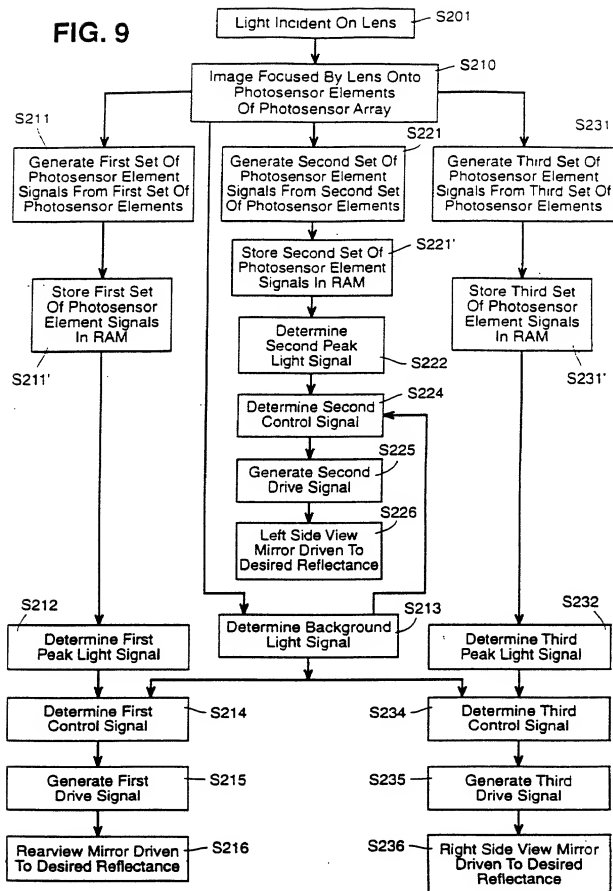 FIG. 9
Light Incident On Lens
S201
Image Focused By Lens Onto
Photosensor Elements
Of Photosensor Array
S210
S211
Generate First Set Of
Photosensor Element
Signals From First Set Of
Photosensor Elements
S221
Generate Second Set Of
Photosensor Element
Signals From Second Set
Of Photosensor Elements
S231
Generate Third Set Of
Photosensor Element
Signals From Third Set Of
Photosensor Elements
Store First Set
Of Photosensor
Element Signals
In RAM
S211'
Store Second Set Of
Photosensor Element
Signals In RAM
S221'
Store Third Set
Of Photosensor
Element Signals
In RAM
S231'
Determine
Second Peak
Light Signal
S222
Determine Second
Control Signal
S224
Generate Second
Drive Signal
S225
Left Side View
Mirror Driven To
Desired Reflectance
S226
S212
Determine First
Peak Light Signal
Determine Background
Light Signal
S213
S232
Determine Third
Peak Light Signal
Determine First
Control Signal
S214
S234
Determine Third
Control Signal
Generate First
Drive Signal
S215
S235
Generate Third
Drive Signal
Rearview Mirror Driven
To Desired Reflectance
S216
S236
Right Side View Mirror
Driven To Desired
Reflectance